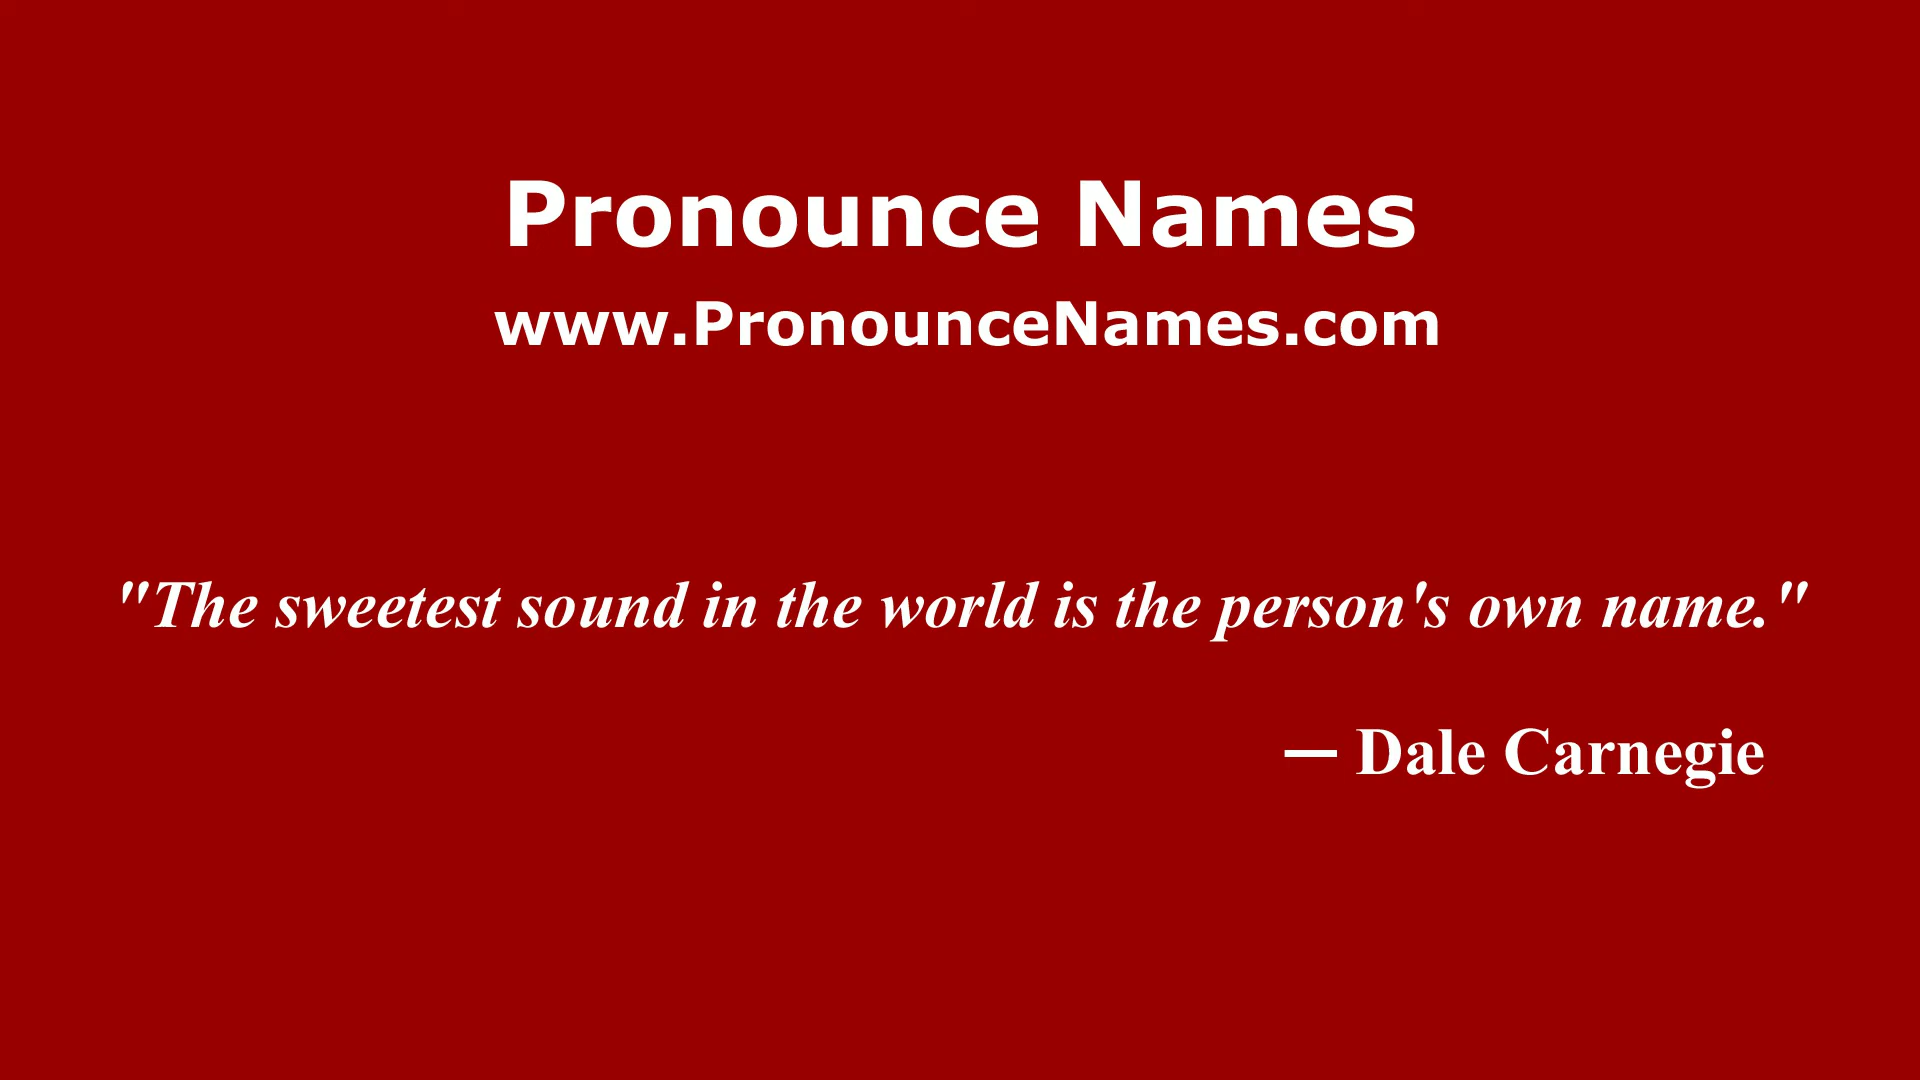 Pronounce Names
www.PronounceNames.com
"The sweetest sound in the world is the person's own name."
— Dale Carnegie